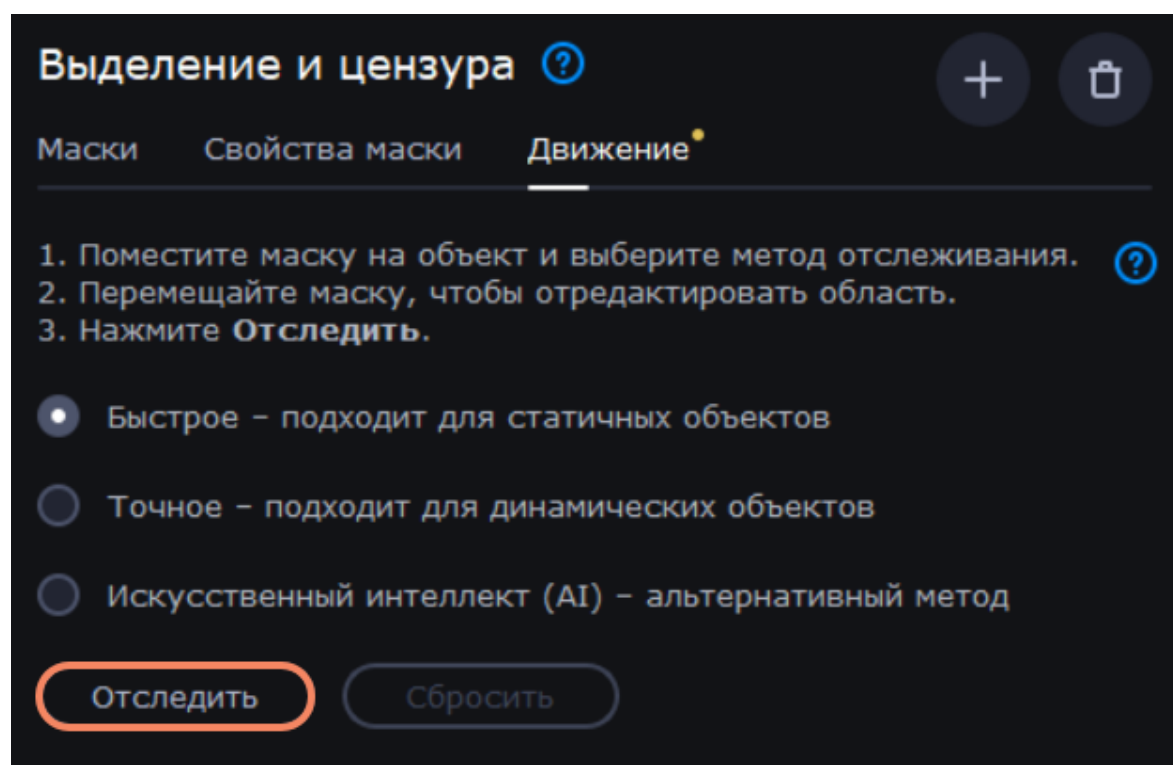 Выделение и цензура ?
Маски Свойства маски Движение
1. Поместите маску на объект и выберите метод отслеживания. ?
2. Перемещайте маску, чтобы отредактировать область.
3. Нажмите Отследить.
Быстрое – подходит для статичных объектов
Точное – подходит для динамических объектов
Искусственный интеллект (AI) – альтернативный метод
Отследить Сбросить